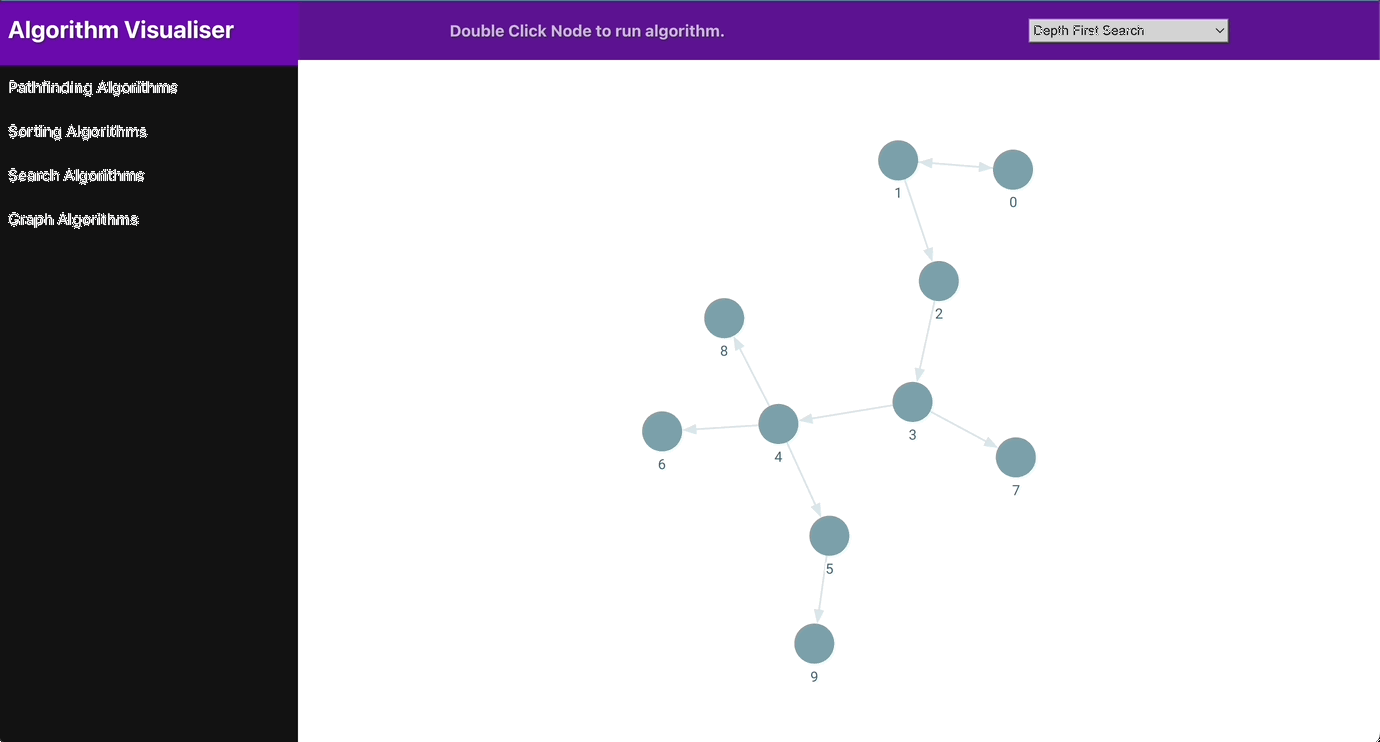 Algorithm Visualiser
Double Click Node to run algorithm.
Depth First Search
Pathfinding Algorithms
Sorting Algorithms
Search Algorithms
Graph Algorithms
1
0
2
8
3
4
6
7
5
9